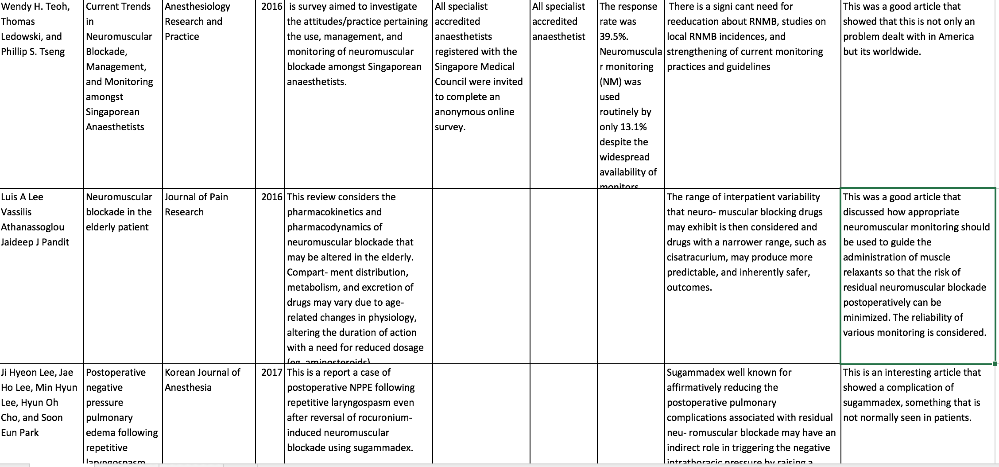 Wendy H. Teoh,
Thomas
Ledowski, and
Phillip S. Tseng
Current Trends
in
Neuromuscular
Blockade,
Management,
and Monitoring
amongst
Singaporean
Anaesthetists
Anesthesiology
Research and
Practice
2016
is survey aimed to investigate
the attitudes/practice pertaining
the use, management, and
monitoring of neuromuscular
blockade amongst Singaporean
anaesthetists.
All specialist
accredited
anaesthetists
registered with the
Singapore Medical
Council were invited
to complete an
anonymous online
survey.
All specialist
accredited
anaesthetist
The response
rate was
39.5%.
Neuromuscula
r monitoring
(NM) was
used
routinely by
only 13.1%
despite the
widespread
availability of
monitors
There is a signi cant need for
reeducation about RNMB, studies on
local RNMB incidences, and
strengthening of current monitoring
practices and guidelines
This was a good article that
showed that this is not only an
problem dealt with in America
but its worldwide.
Luis A Lee
Vassilis
Athanassoglou
Jaideep J Pandit
Neuromuscular
blockade in the
elderly patient
Journal of Pain
Research
2016
This review considers the
pharmacokinetics and
pharmacodynamics of
neuromuscular blockade that
may be altered in the elderly.
Compart- ment distribution,
metabolism, and excretion of
drugs may vary due to age-
related changes in physiology,
altering the duration of action
with a need for reduced dosage
(eg, aminosteroids)
The range of interpatient variability
that neuro- muscular blocking drugs
may exhibit is then considered and
drugs with a narrower range, such as
cisatracurium, may produce more
predictable, and inherently safer,
outcomes.
This was a good article that
discussed how appropriate
neuromuscular monitoring should
be used to guide the
administration of muscle
relaxants so that the risk of
residual neuromuscular blockade
postoperatively can be
minimized. The reliability of
various monitoring is considered.
Ji Hyeon Lee, Jae
Ho Lee, Min Hyun
Lee, Hyun Oh
Cho, and Soon
Eun Park
Postoperative
negative
pressure
pulmonary
edema following
repetitive
laryngospasm
Korean Journal of
Anesthesia
2017
This is a report a case of
postoperative NPPE following
repetitive laryngospasm even
after reversal of rocuronium-
induced neuromuscular
blockade using sugammadex.
Sugammadex well known for
affirmatively reducing the
postoperative pulmonary
complications associated with residual
neu- romuscular blockade may have an
indirect role in triggering the negative
intrathoracic pressure by raising a
This is an interesting article that
showed a complication of
sugammadex, something that is
not normally seen in patients.